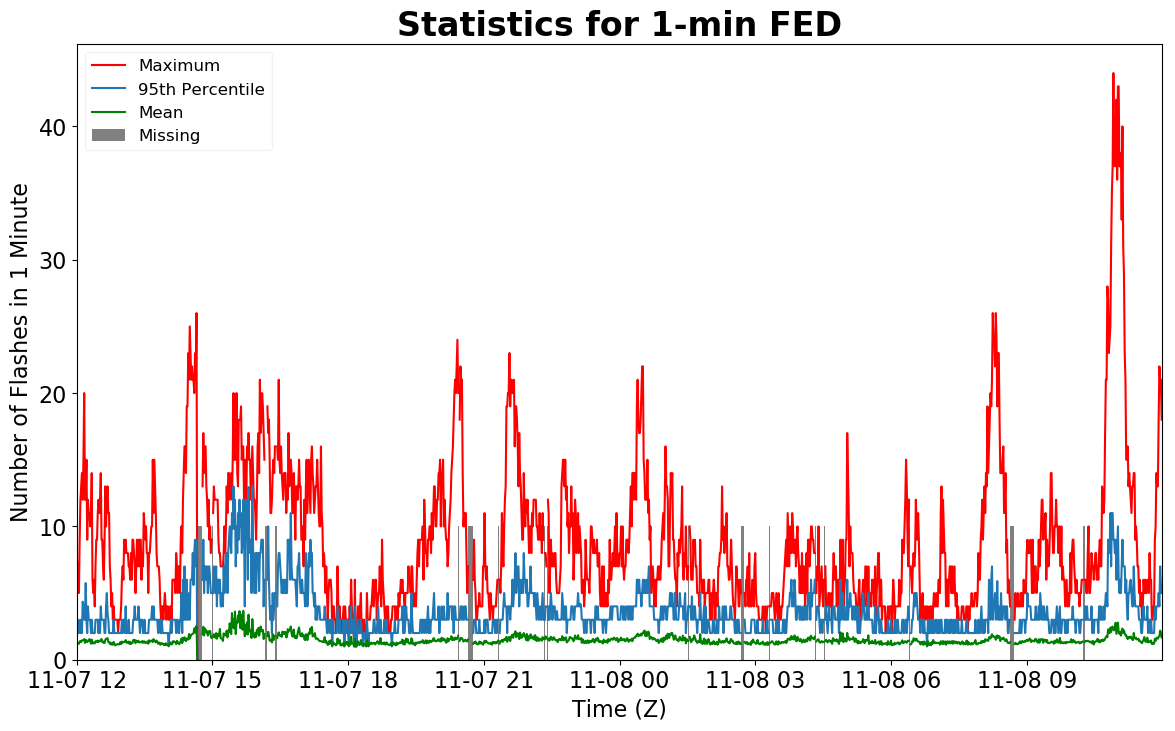 Statistics for 1-min FED
Maximum
95th Percentile
Mean
Missing
Number of Flashes in 1 Minute
40
30
20
10
0
11-07 12
11-07 15
11-07 18
11-07 21
11-08 00
11-08 03
11-08 06
11-08 09
Time (Z)